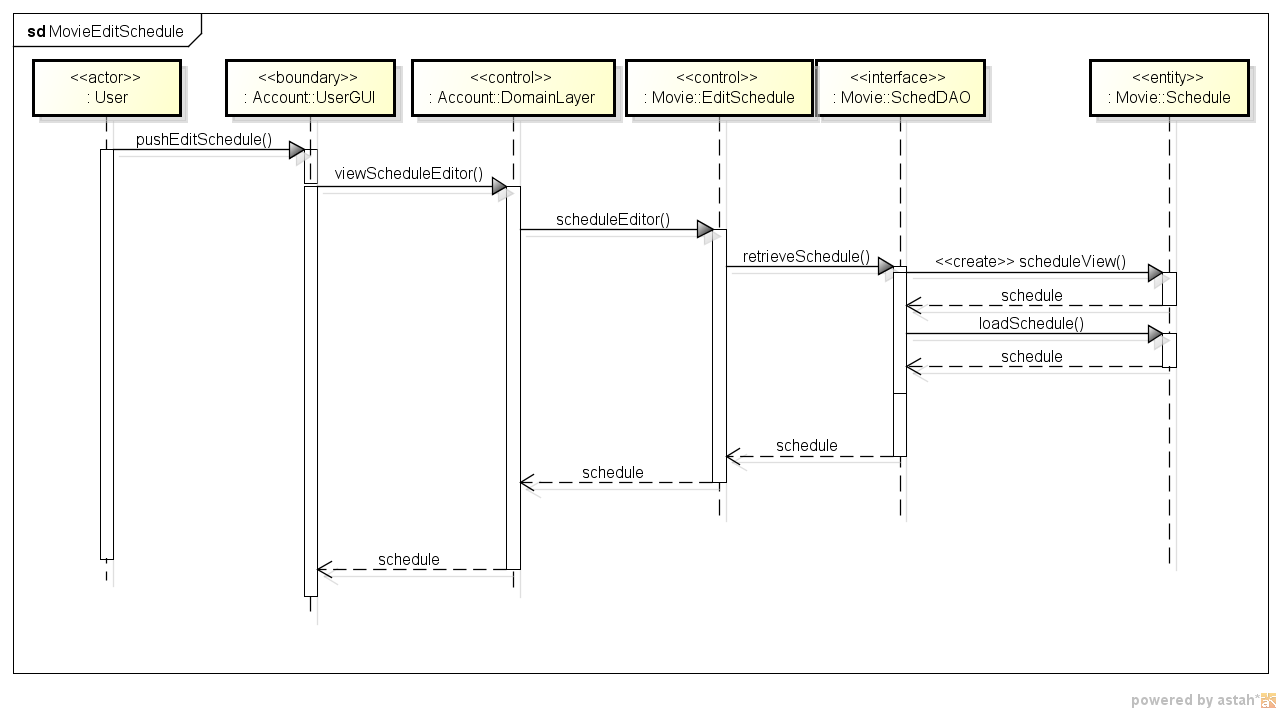 sd MovieEditSchedule
<<actor>>
: User
<<boundary>>
: Account::UserGUI
<<control>>
: Account::DomainLayer
<<control>>
: Movie::EditSchedule
<<interface>>
: Movie::SchedDAO
<<entity>>
: Movie::Schedule
pushEditSchedule()
viewScheduleEditor()
scheduleEditor()
retrieveSchedule()
<<create>> scheduleView()
schedule
loadSchedule()
schedule
schedule
schedule
schedule
powered by astah*